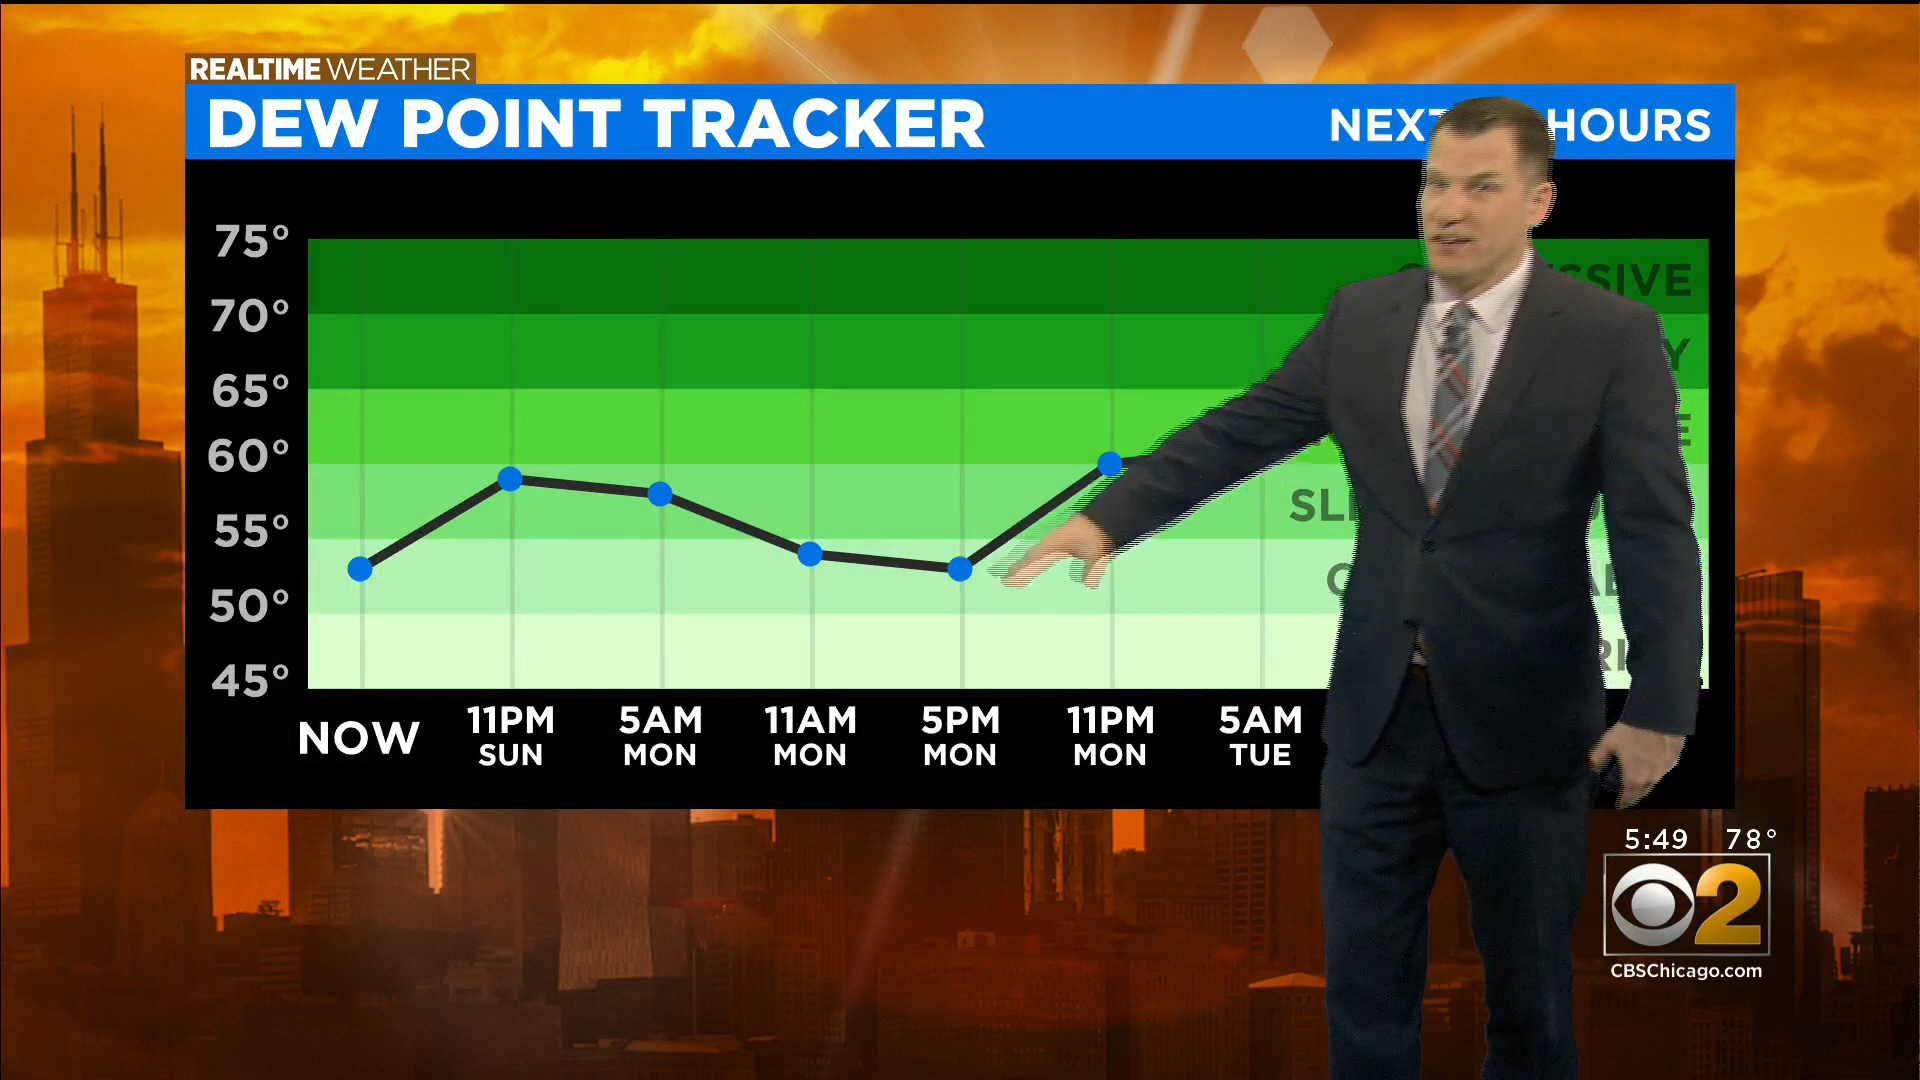 REALTIME WEATHER
DEW POINT TRACKER
HOURS
75°
70°
65°
60°
55°
50°
45°
NOW
11PM
SUN
5AM
MON
11AM
MON
5PM
MON
11PM
MON
5AM
TUE
5:49 78°
2
CBSChicago.com